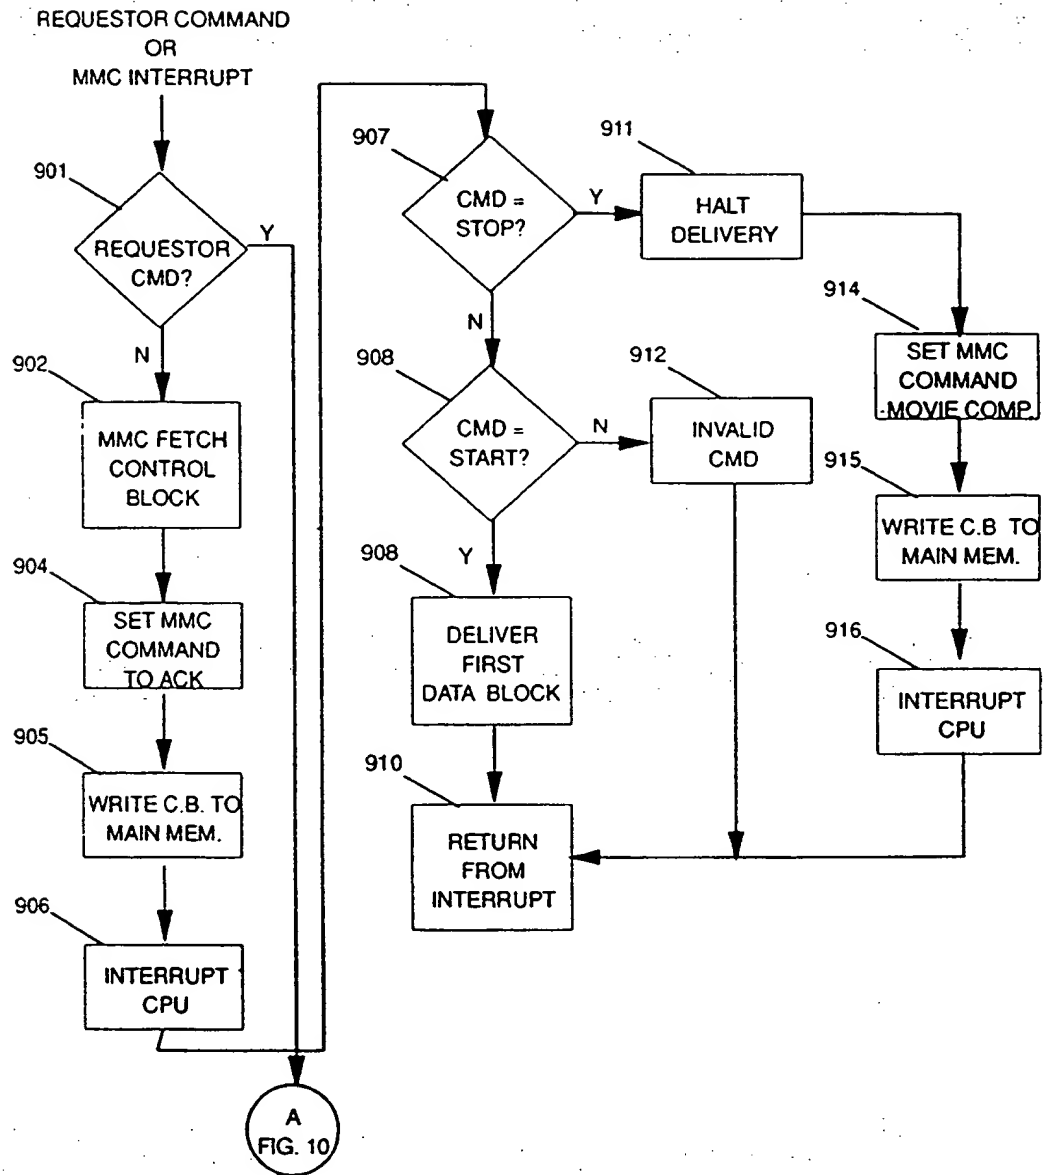 REQUESTOR COMMAND
OR
MMC INTERRUPT
901
REQUESTOR
CMD?
Y
N
902
MMC FETCH
CONTROL
BLOCK
904
SET MMC
COMMAND
TO ACK
905
WRITE C.B. TO
MAIN MEM.
906
INTERRUPT
CPU
A
FIG. 10
907
CMD =
STOP?
Y
N
911
HALT
DELIVERY
908
CMD =
START?
N
Y
912
INVALID
CMD
908
DELIVER
FIRST
DATA BLOCK
910
RETURN
FROM
INTERRUPT
914
SET MMC
COMMAND
-MOVIE COMP.
915
WRITE C.B TO
MAIN MEM.
916
INTERRUPT
CPU